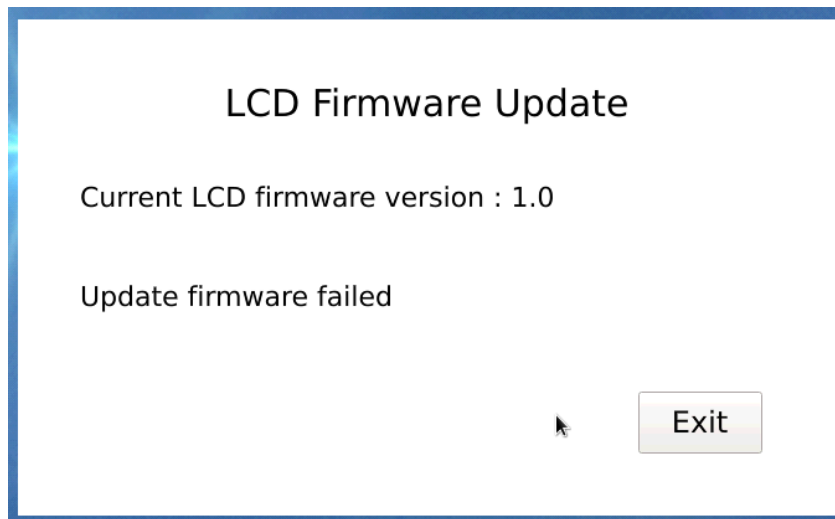 LCD Firmware Update
Current LCD firmware version : 1.0
Update firmware failed
Exit